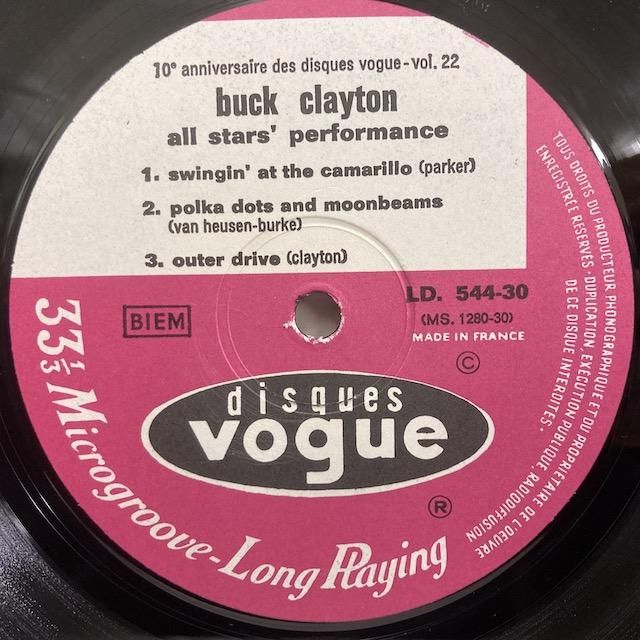 10e anniversaire des disques vogue - vol. 22
buck clayton
all stars' performance
1. swingin' at the camarillo (parker)
2. polka dots and moonbeams
(van heusen-burke)
3. outer drive (clayton)
BIEM
LD. 544-30
(MS. 1280-30)
MADE IN FRANCE
©
disques
vogue
®
33 1/3 Microgroove - Long Playing
TOUS DROITS DU PRODUCTEUR PHONOGRAPHIQUE ET DU PROPRIÉTAIRE DE L'OEUVRE
ENREGISTRÉE RÉSERVÉS · DUPLICATION, EXÉCUTION PUBLIQUE RADIODIFFUSION
DE CE DISQUE INTERDITES.